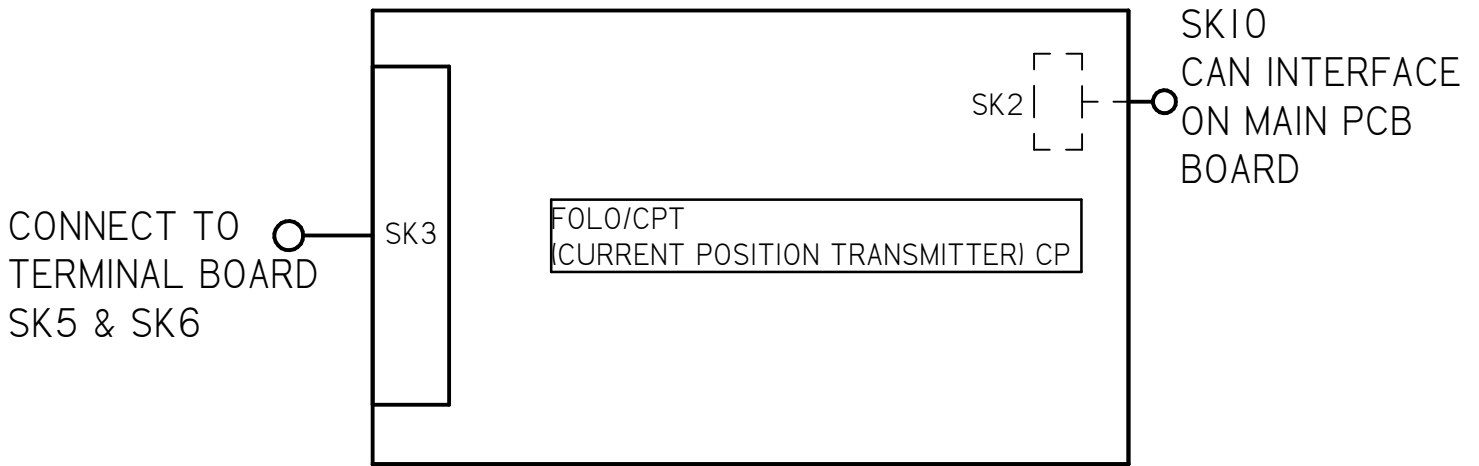 SK10
CAN INTERFACE
ON MAIN PCB
BOARD
SK2
CONNECT TO
TERMINAL BOARD
SK5 & SK6
SK3
FOLO/CPT
(CURRENT POSITION TRANSMITTER) CP